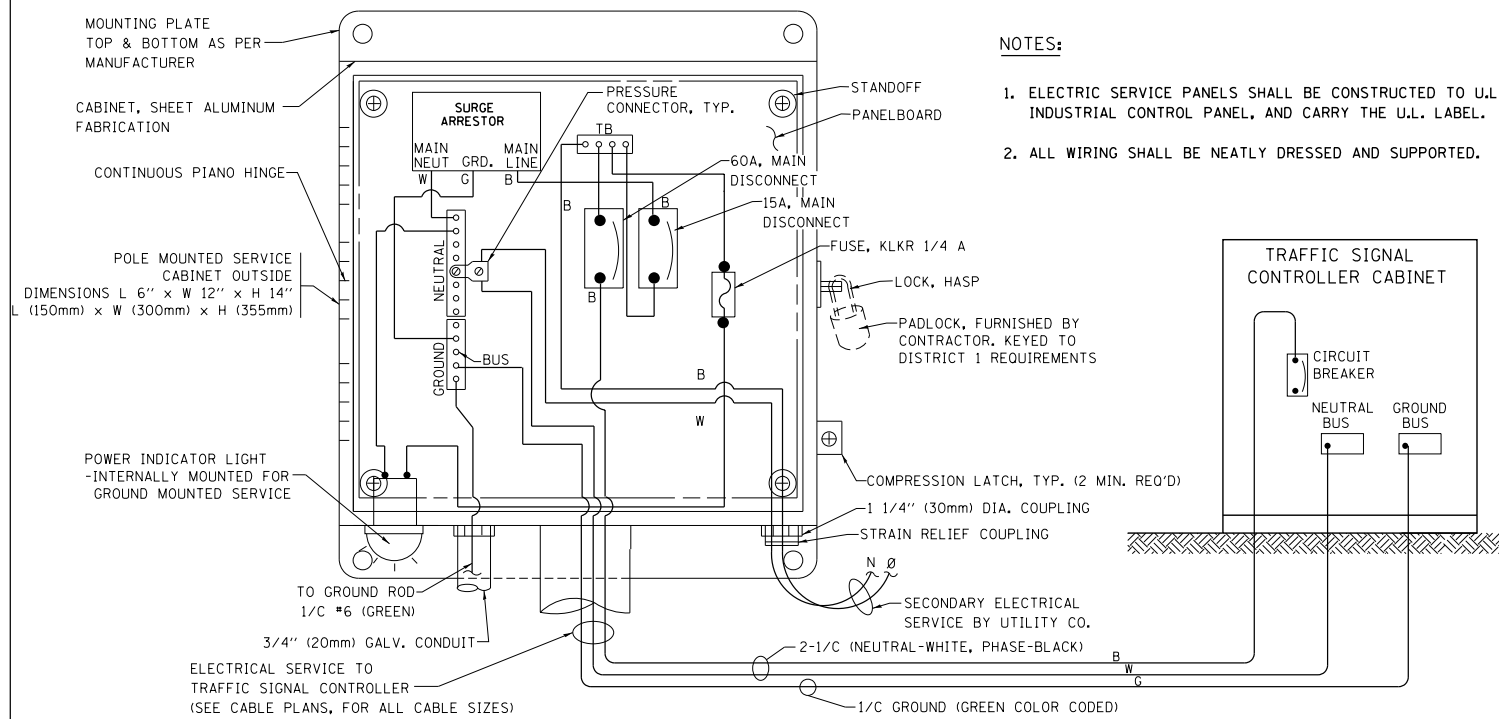 MOUNTING PLATE
TOP & BOTTOM AS PER
MANUFACTURER
CABINET, SHEET ALUMINUM
FABRICATION
CONTINUOUS PIANO HINGE
POLE MOUNTED SERVICE
CABINET OUTSIDE
DIMENSIONS L 6'' x W 12'' x H 14''
L (150mm) x W (300mm) x H (355mm)
POWER INDICATOR LIGHT
-INTERNALLY MOUNTED FOR
GROUND MOUNTED SERVICE
SURGE
ARRESTOR
MAIN
NEUT
GRD.
MAIN
LINE
W
G
B
PRESSURE
CONNECTOR, TYP.
TB
STANDOFF
PANELBOARD
60A, MAIN
DISCONNECT
15A, MAIN
DISCONNECT
B
B
B
FUSE, KLKR 1/4 A
NEUTRAL
GROUND
BUS
LOCK, HASP
PADLOCK, FURNISHED BY
CONTRACTOR. KEYED TO
DISTRICT 1 REQUIREMENTS
B
W
COMPRESSION LATCH, TYP. (2 MIN. REQ'D)
1 1/4'' (30mm) DIA. COUPLING
STRAIN RELIEF COUPLING
N Ø
SECONDARY ELECTRICAL
SERVICE BY UTILITY CO.
TO GROUND ROD
1/C #6 (GREEN)
3/4'' (20mm) GALV. CONDUIT
ELECTRICAL SERVICE TO
TRAFFIC SIGNAL CONTROLLER
(SEE CABLE PLANS, FOR ALL CABLE SIZES)
2-1/C (NEUTRAL-WHITE, PHASE-BLACK)
B
W
G
1/C GROUND (GREEN COLOR CODED)
NOTES:
1. ELECTRIC SERVICE PANELS SHALL BE CONSTRUCTED TO U.L
INDUSTRIAL CONTROL PANEL, AND CARRY THE U.L. LABEL.
2. ALL WIRING SHALL BE NEATLY DRESSED AND SUPPORTED.
TRAFFIC SIGNAL
CONTROLLER CABINET
CIRCUIT
BREAKER
NEUTRAL
BUS
GROUND
BUS